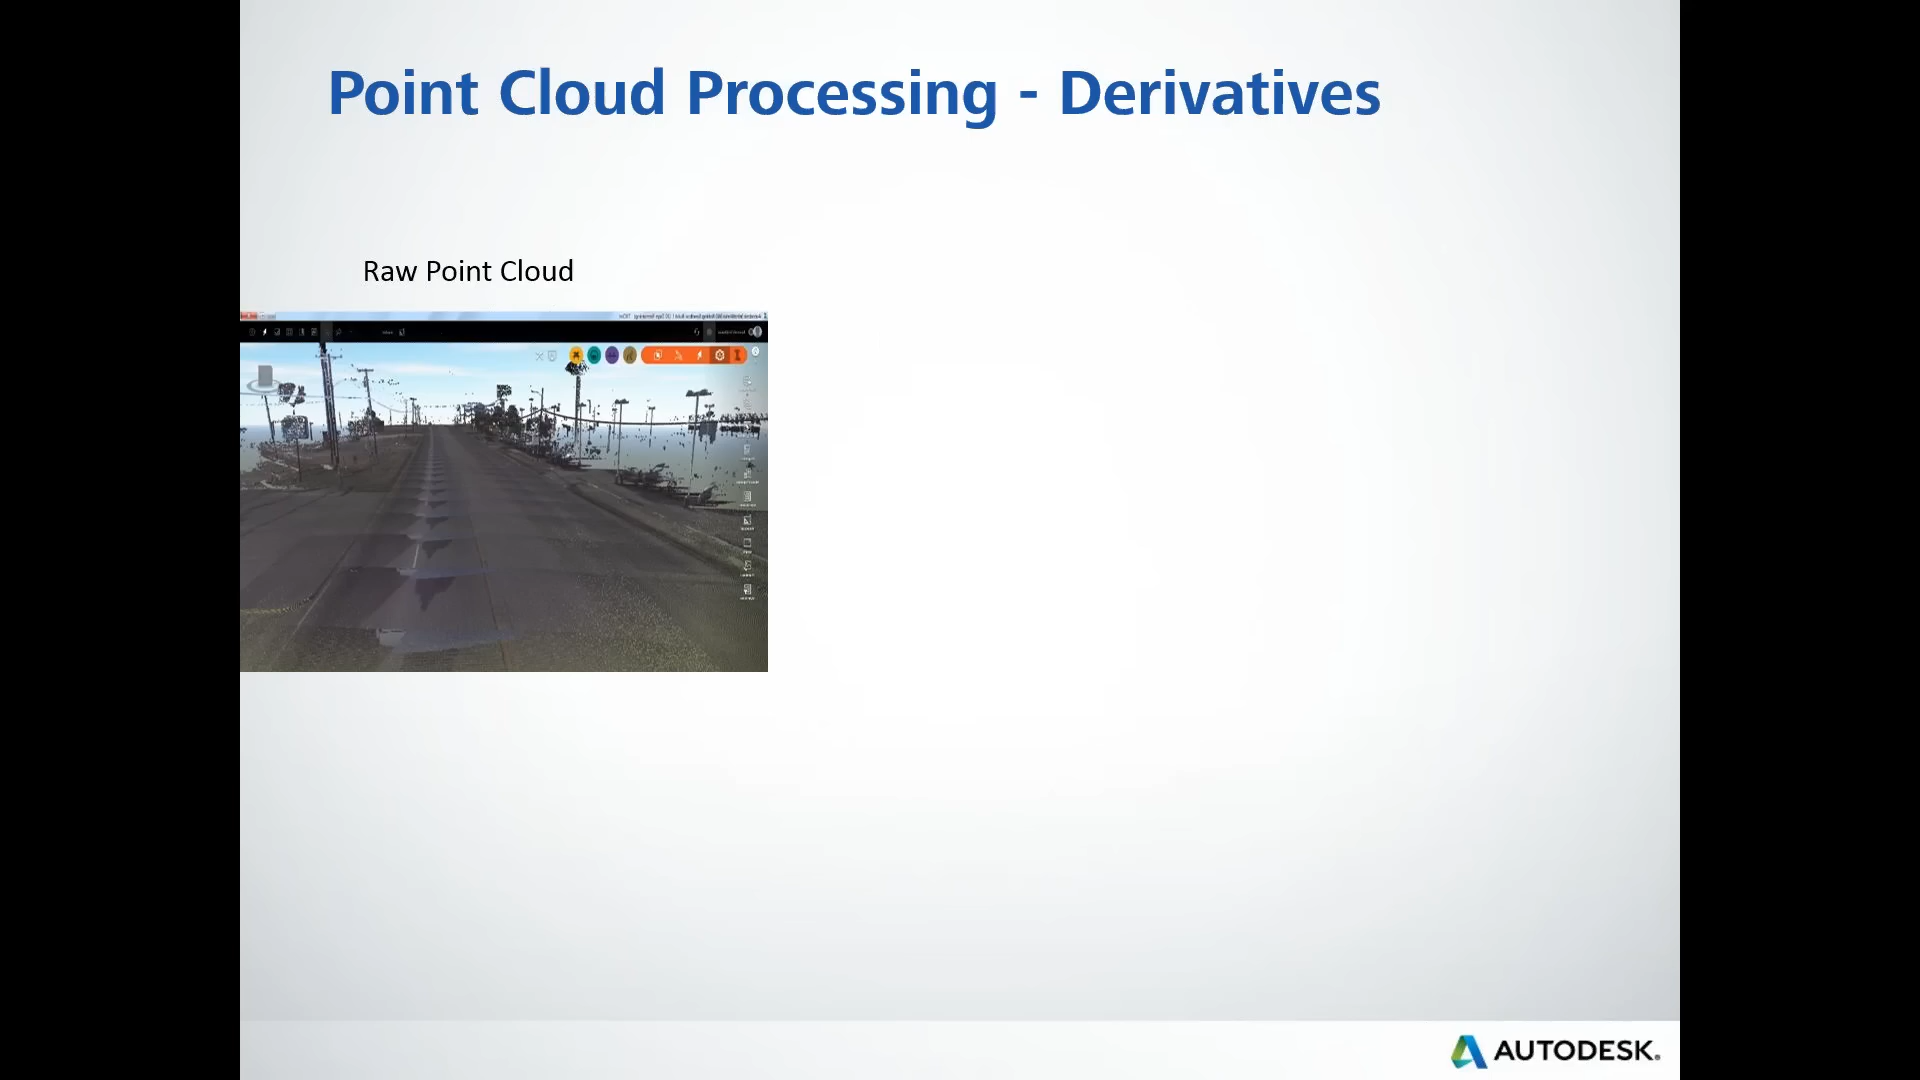 Point Cloud Processing - Derivatives
Raw Point Cloud
AUTODESK.